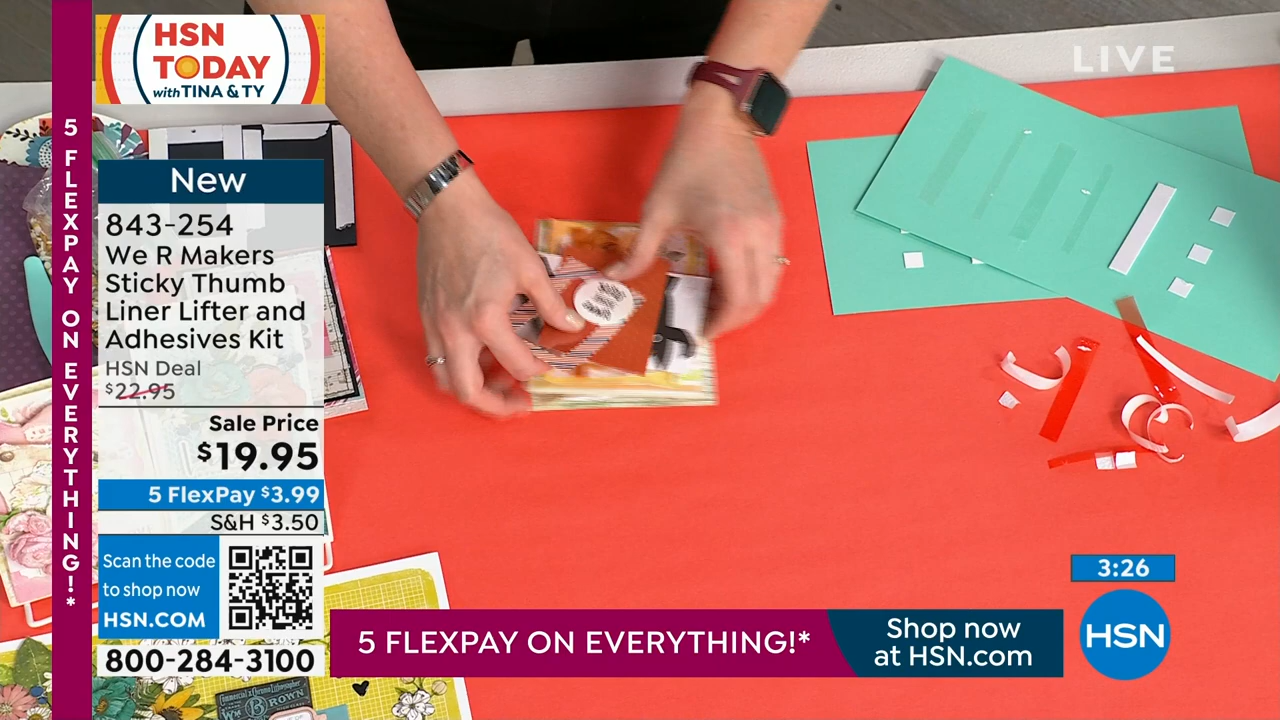 HSN
TODAY
with TINA & TY
LIVE
5 FLEXPAY ON EVERYTHING!*
New
843-254
We R Makers
Sticky Thumb
Liner Lifter and
Adhesives Kit
HSN Deal
$22.95
Sale Price
$19.95
5 FlexPay $3.99
S&H $3.50
Scan the code
to shop now
HSN.COM
800-284-3100
5 FLEXPAY ON EVERYTHING!*
Shop now
at HSN.com
3:26
HSN
BROWN